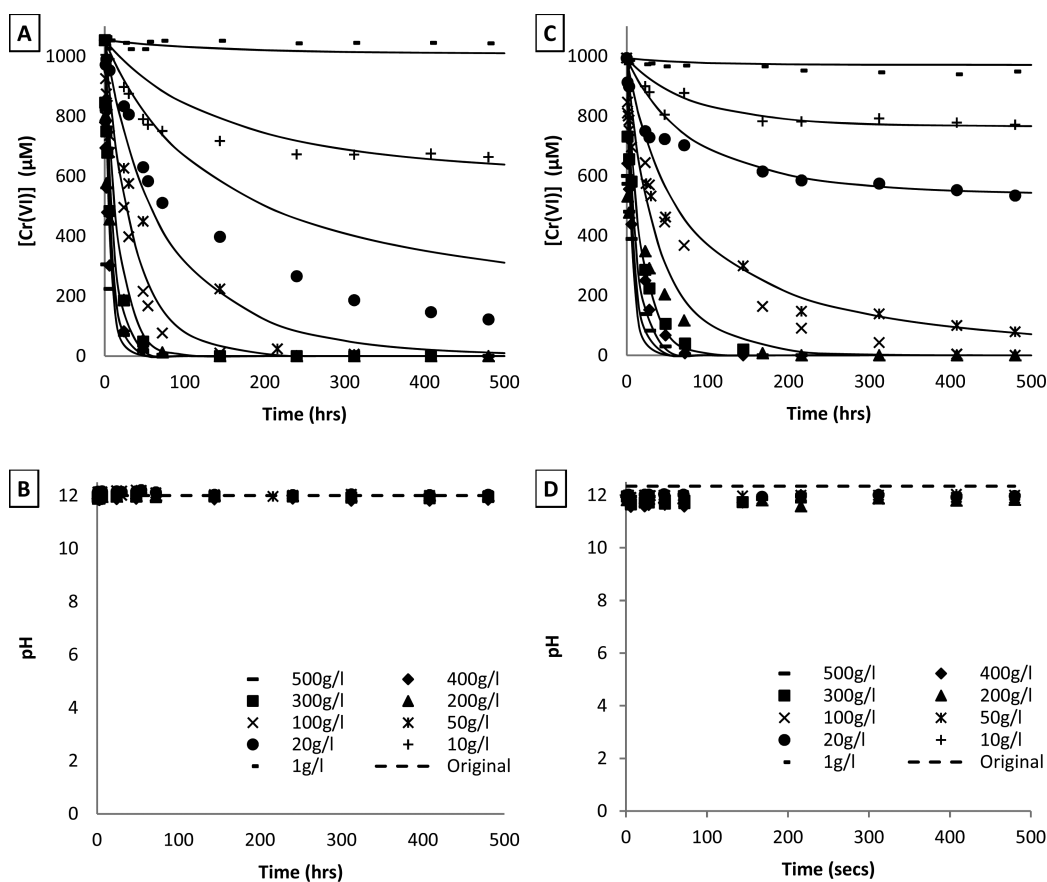 A
[Cr(VI)] (µM)
1000
800
600
400
200
0
0 100 200 300 400 500
Time (hrs)
C
[Cr(VI)] (µM)
1000
800
600
400
200
0
0 100 200 300 400 500
Time (hrs)
B
pH
12
10
8
6
4
2
0
500g/l 400g/l
300g/l 200g/l
100g/l 50g/l
20g/l 10g/l
1g/l Original
0 100 200 300 400 500
Time (hrs)
D
pH
12
10
8
6
4
2
0
500g/l 400g/l
300g/l 200g/l
100g/l 50g/l
20g/l 10g/l
1g/l Original
0 100 200 300 400 500
Time (secs)